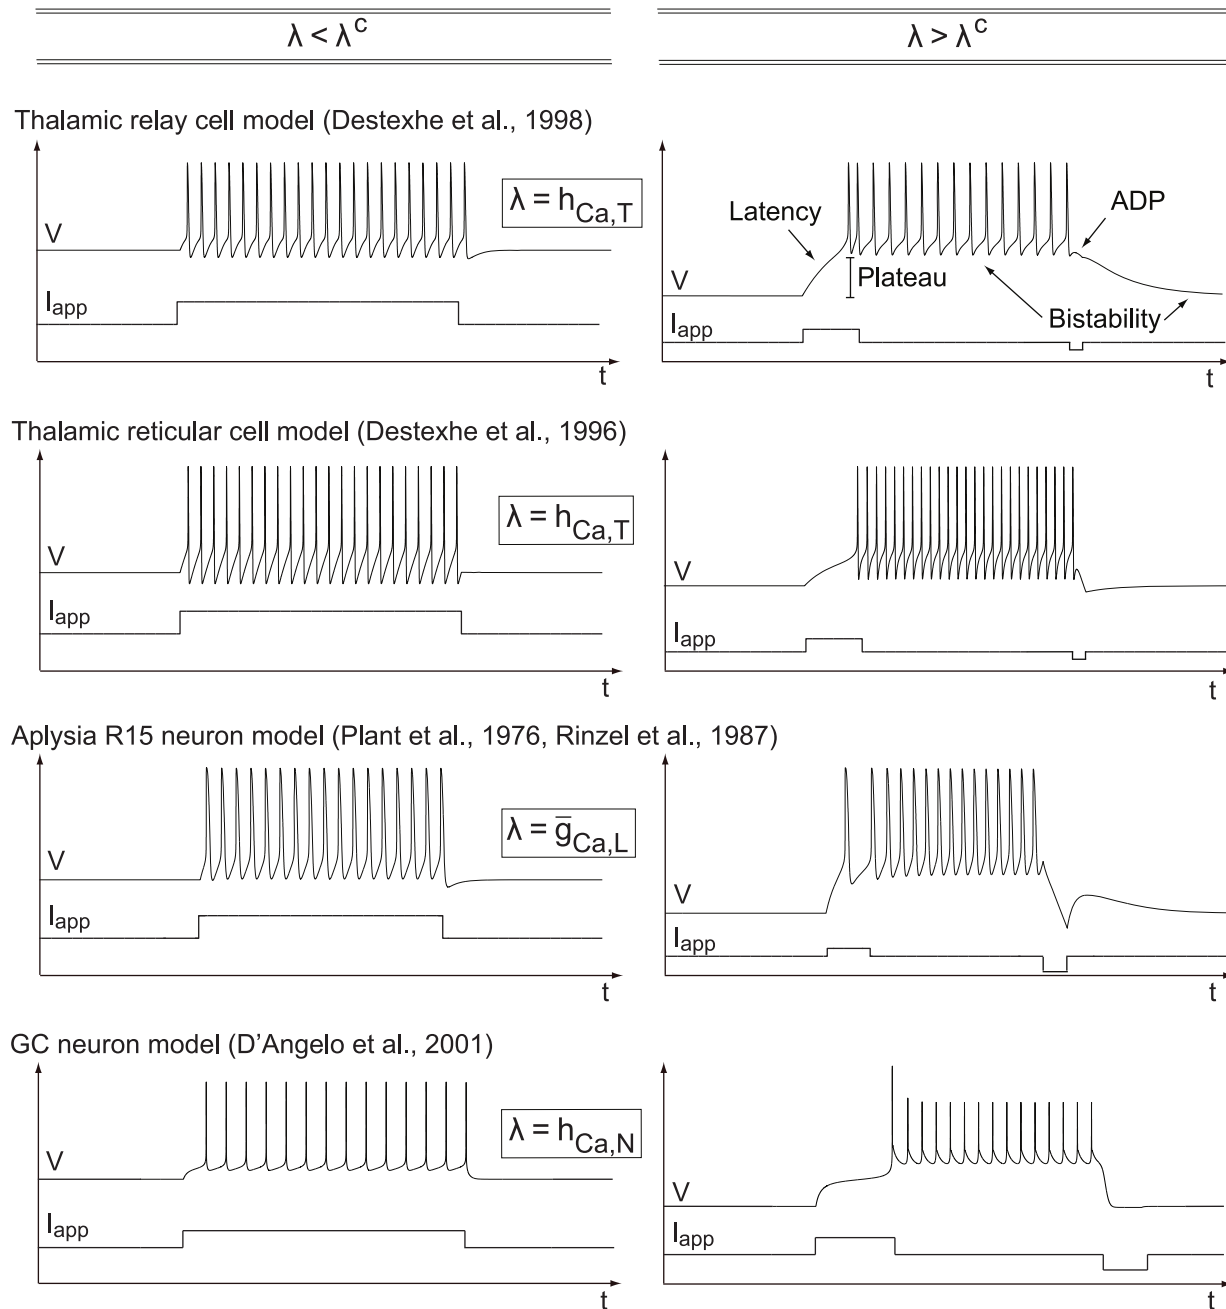 λ < λ^c
λ > λ^c
Thalamic relay cell model (Destexhe et al., 1998)
V
I_app
t
λ = h_Ca,T
Latency
ADP
Plateau
V
Bistability
I_app
t
Thalamic reticular cell model (Destexhe et al., 1996)
V
I_app
t
λ = h_Ca,T
V
I_app
t
Aplysia R15 neuron model (Plant et al., 1976, Rinzel et al., 1987)
V
I_app
t
λ = g̅_Ca,L
V
I_app
t
GC neuron model (D'Angelo et al., 2001)
V
I_app
t
λ = h_Ca,N
V
I_app
t